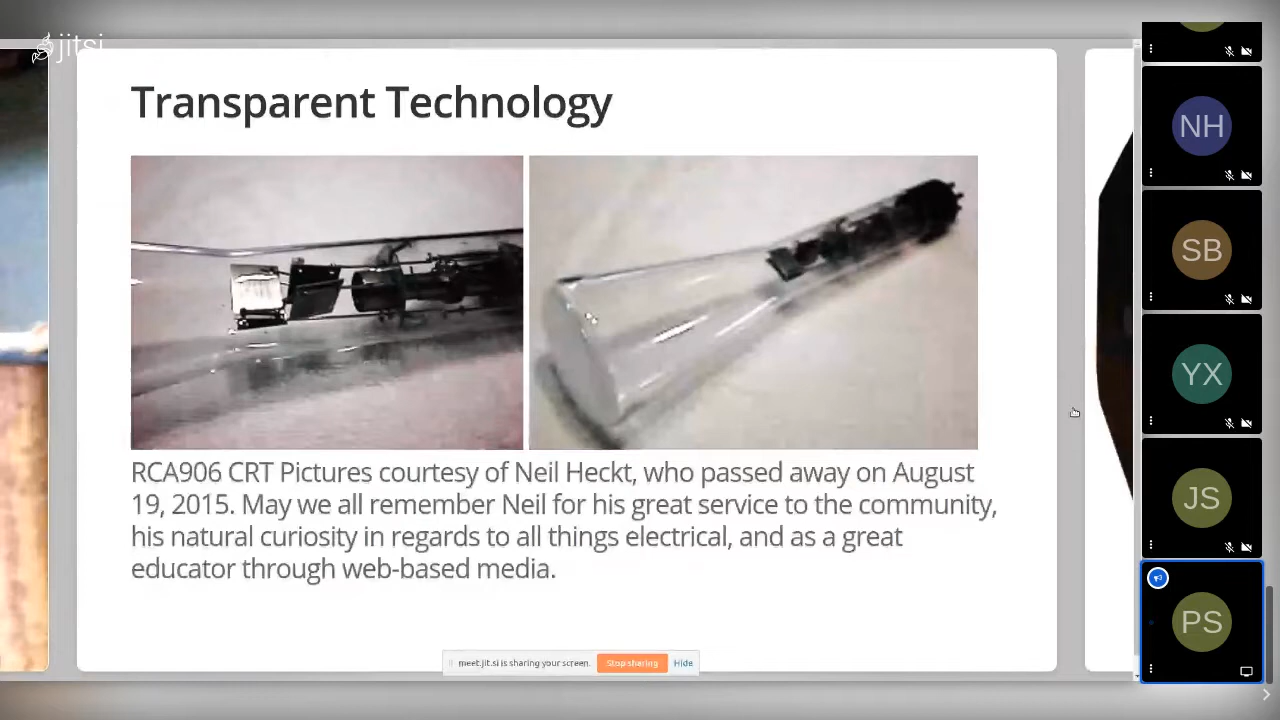 jitsi
Transparent Technology
RCA906 CRT Pictures courtesy of Neil Heckt, who passed away on August
19, 2015. May we all remember Neil for his great service to the community,
his natural curiosity in regards to all things electrical, and as a great
educator through web-based media.
meet.jit.si is sharing your screen. Stop sharing Hide
NH
SB
YX
JS
PS